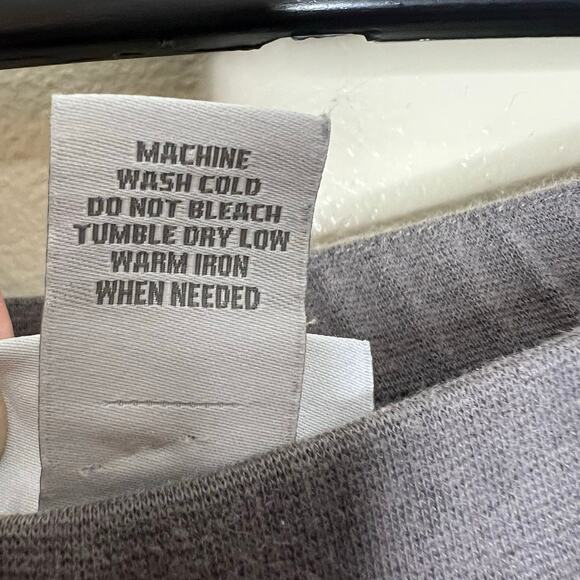 MACHINE
WASH COLD
DO NOT BLEACH
TUMBLE DRY LOW
WARM IRON
WHEN NEEDED